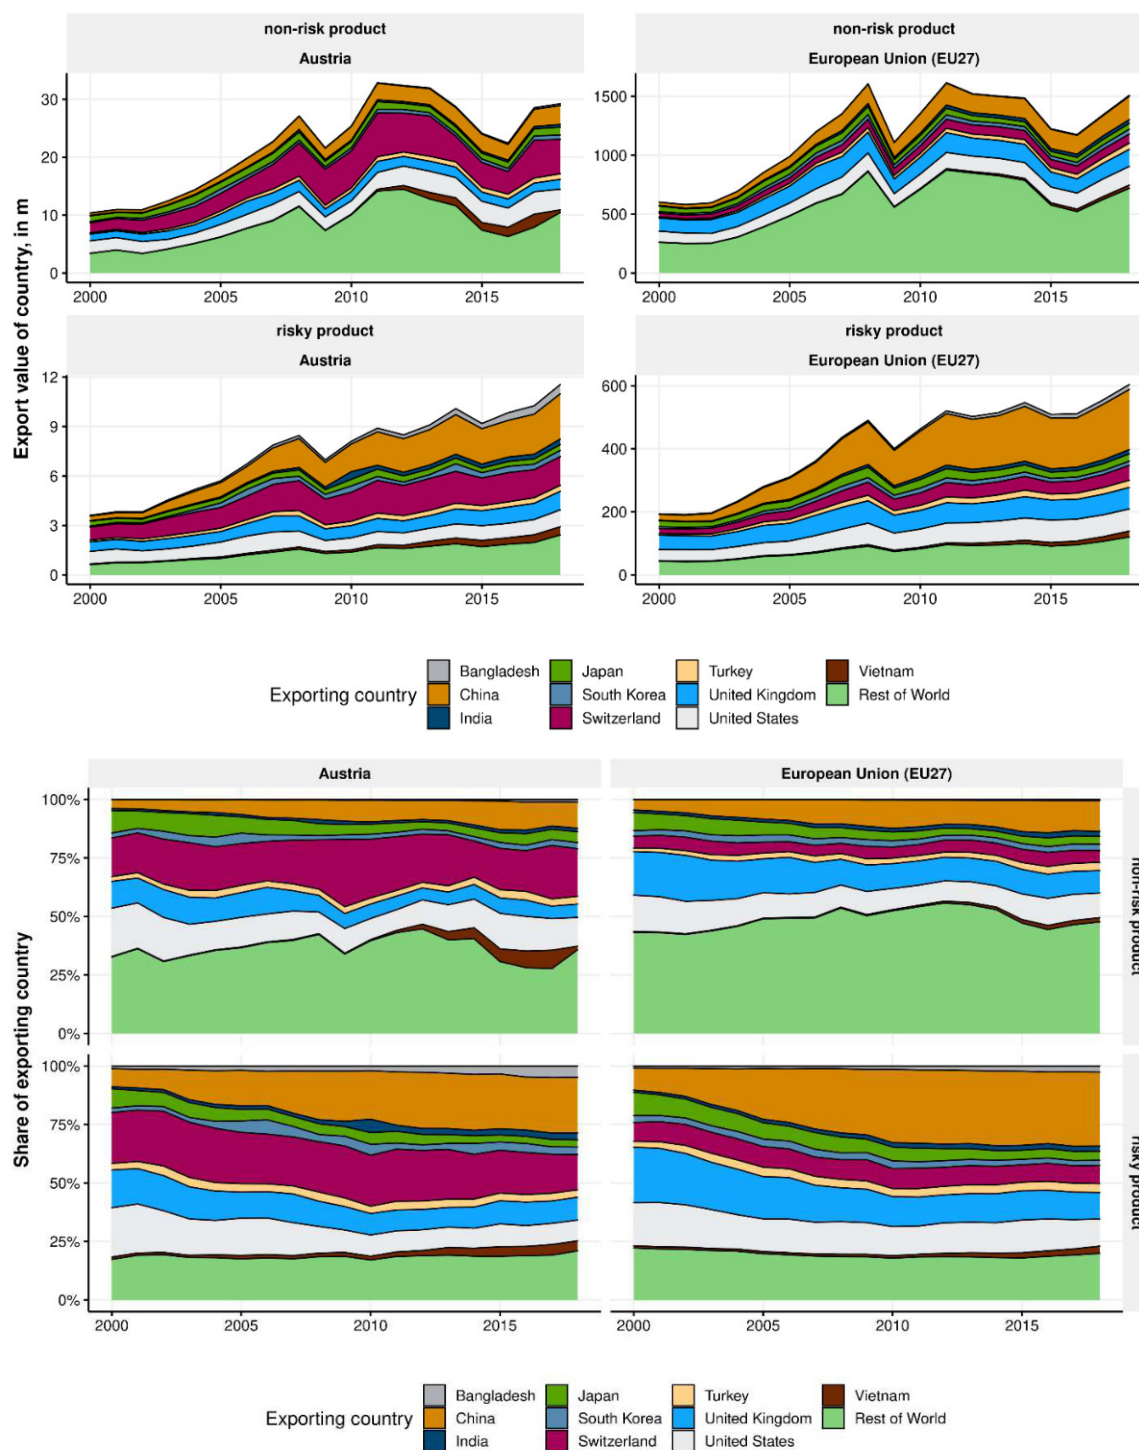 non-risk product
Austria
non-risk product
European Union (EU27)
Export value of country, in m
30
20
10
0
1500
1000
500
0
2000 2005 2010 2015
2000 2005 2010 2015
risky product
Austria
risky product
European Union (EU27)
12
9
6
3
0
600
400
200
0
2000 2005 2010 2015
2000 2005 2010 2015
Exporting country
Bangladesh Japan Turkey Vietnam
China South Korea United Kingdom Rest of World
India Switzerland United States
Austria European Union (EU27)
Share of exporting country
100%
75%
50%
25%
0%
non-risk product
100%
75%
50%
25%
0%
risky product
2000 2005 2010 2015
2000 2005 2010 2015
Exporting country
Bangladesh Japan Turkey Vietnam
China South Korea United Kingdom Rest of World
India Switzerland United States